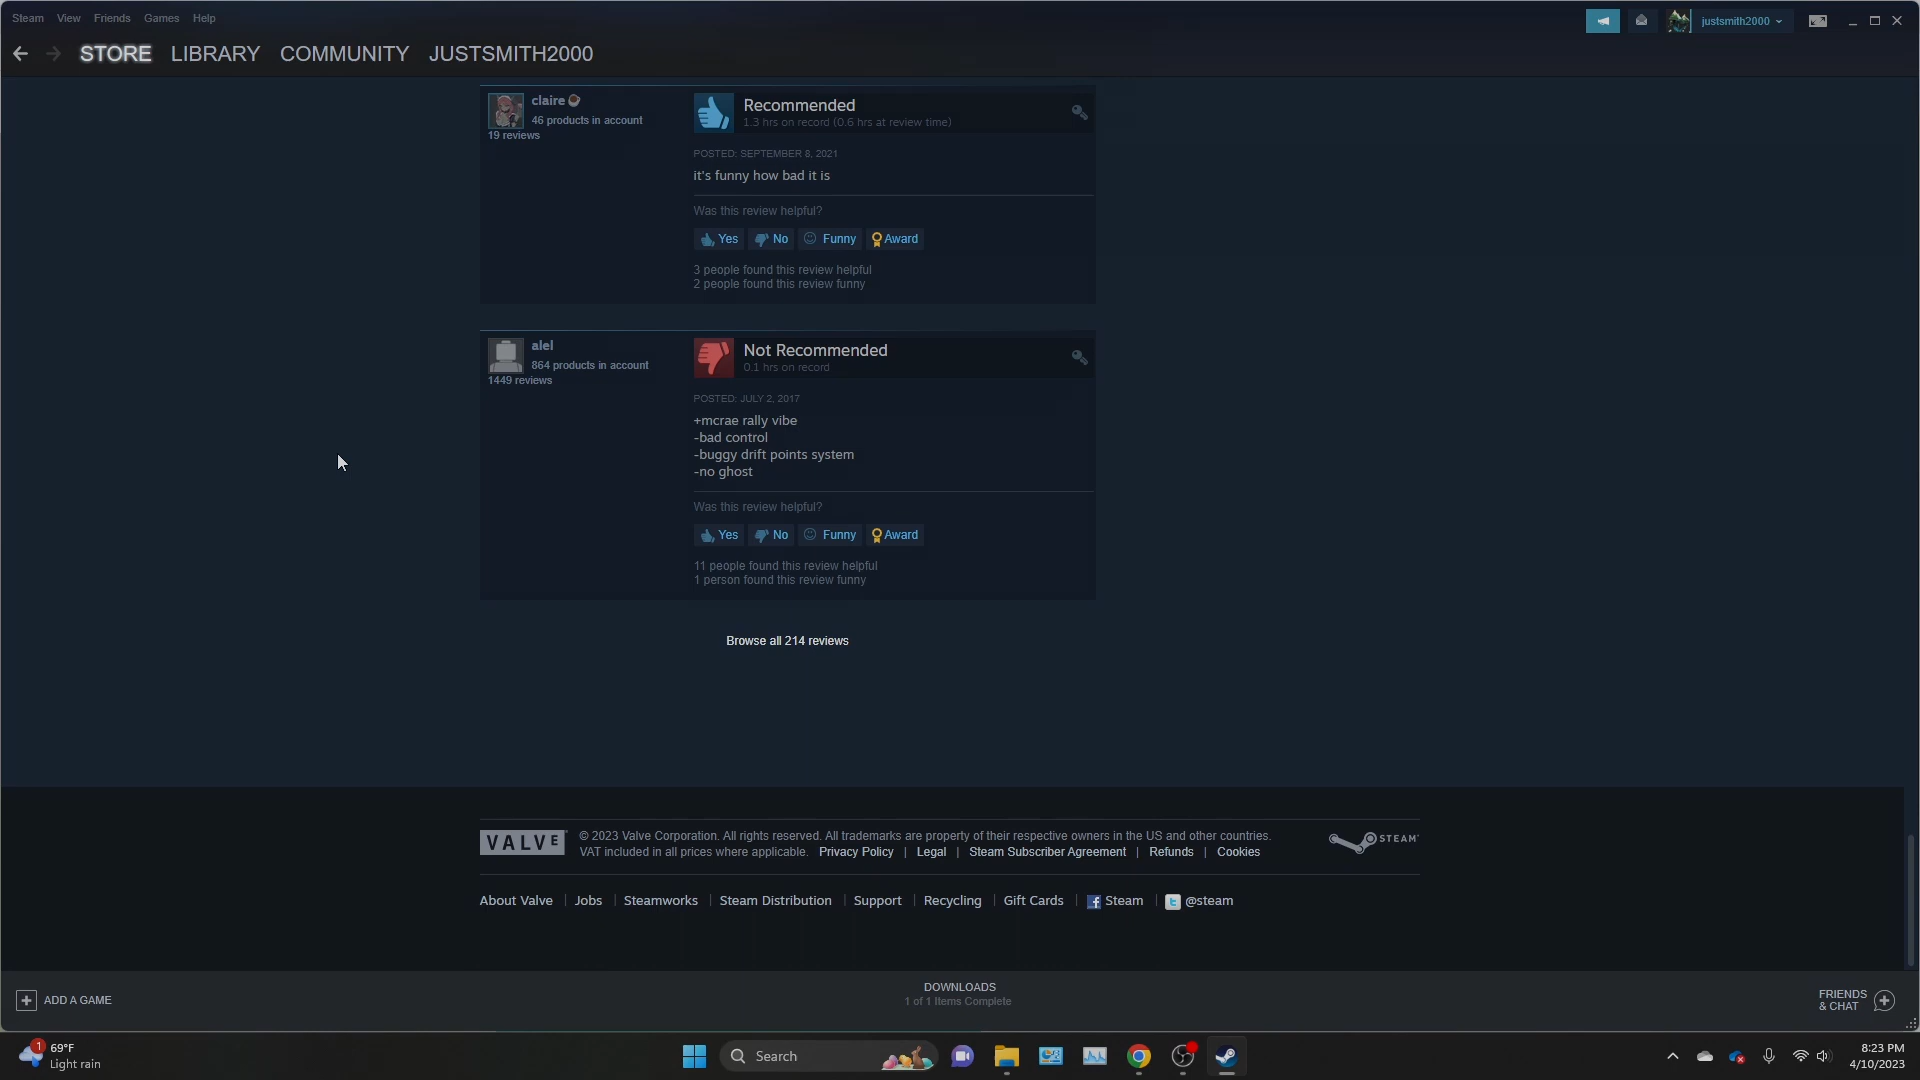 Steam View Friends Games Help
justsmith2000
STORE LIBRARY COMMUNITY JUSTSMITH2000
claire
46 products in account
19 reviews
Recommended
1.3 hrs on record (0.6 hrs at review time)
POSTED: SEPTEMBER 8, 2021
it's funny how bad it is
Was this review helpful?
Yes No Funny Award
3 people found this review helpful
2 people found this review funny
alel
864 products in account
1449 reviews
Not Recommended
0.1 hrs on record
POSTED: JULY 2, 2017
+mcrae rally vibe
-bad control
-buggy drift points system
-no ghost
Was this review helpful?
Yes No Funny Award
11 people found this review helpful
1 person found this review funny
Browse all 214 reviews
VALVE
© 2023 Valve Corporation. All rights reserved. All trademarks are property of their respective owners in the US and other countries.
VAT included in all prices where applicable. Privacy Policy | Legal | Steam Subscriber Agreement | Refunds | Cookies
STEAM
About Valve | Jobs | Steamworks | Steam Distribution | Support | Recycling | Gift Cards | Steam | @steam
ADD A GAME
DOWNLOADS
1 of 1 Items Complete
FRIENDS
& CHAT
1
69°F
Light rain
Search
8:23 PM
4/10/2023